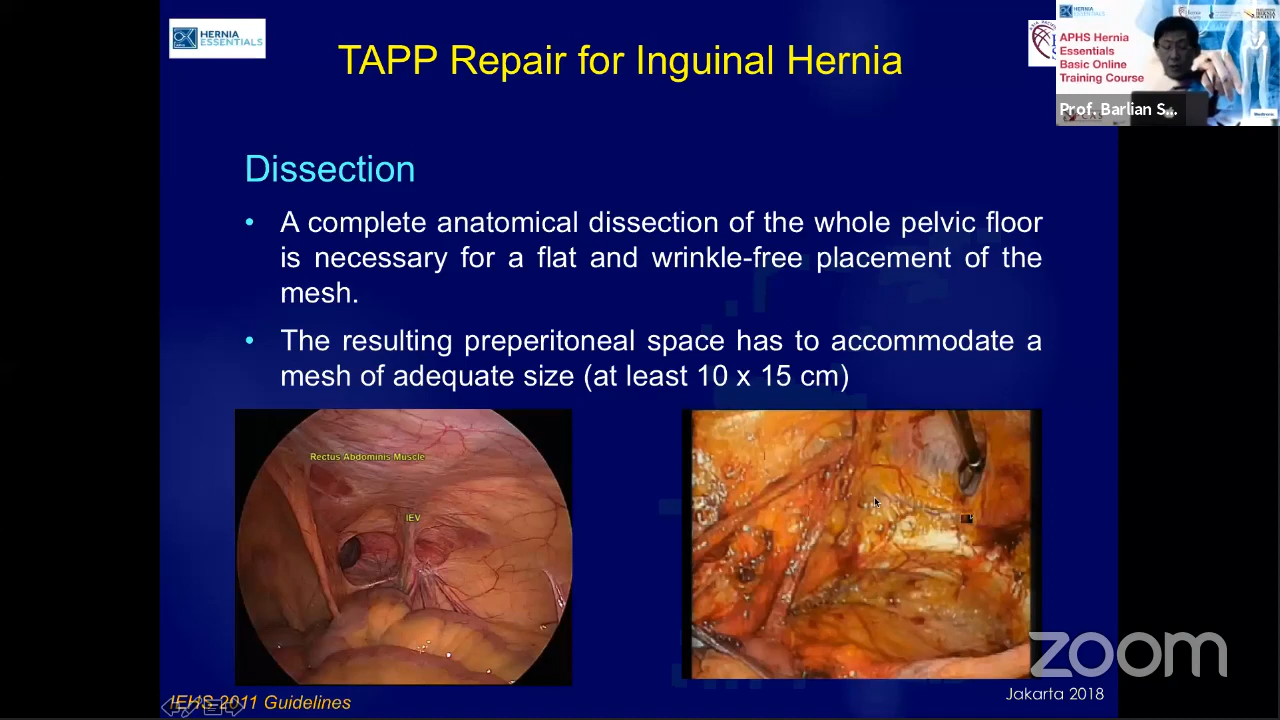 HERNIA
ESSENTIALS
TAPP Repair for Inguinal Hernia
HERNIA
ESSENTIALS
APHS Hernia
Essentials
Basic Online
Training Course
Prof. Barlian S...
Dissection
• A complete anatomical dissection of the whole pelvic floor
is necessary for a flat and wrinkle-free placement of the
mesh.
• The resulting preperitoneal space has to accommodate a
mesh of adequate size (at least 10 x 15 cm)
Rectus Abdominis Muscle
IEV
zoom
IEHS 2011 Guidelines
Jakarta 2018